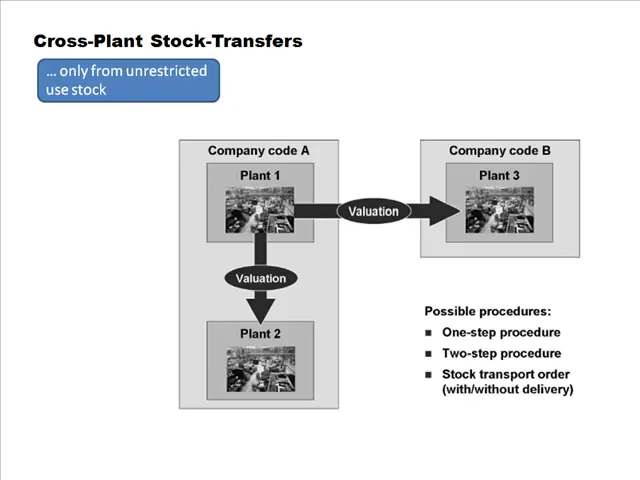 Cross-Plant Stock-Transfers
... only from unrestricted
use stock
Company code A
Plant 1
Valuation
Valuation
Plant 2
Company code B
Plant 3
Possible procedures:
One-step procedure
Two-step procedure
Stock transport order
(with/without delivery)